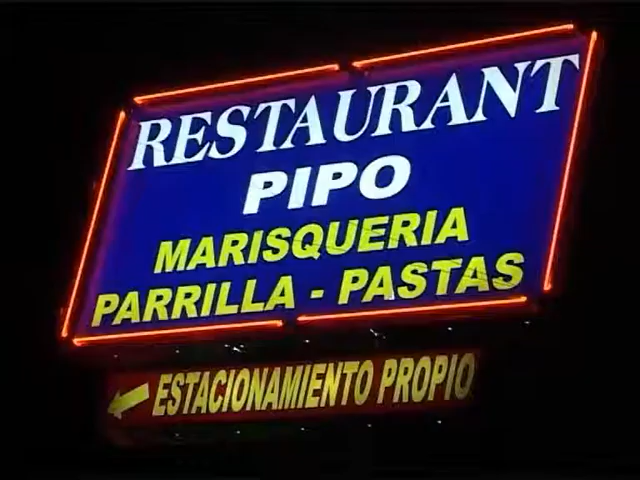 RESTAURANT
PIPO
MARISQUERIA
PARRILLA - PASTAS
ESTACIONAMIENTO PROPIO